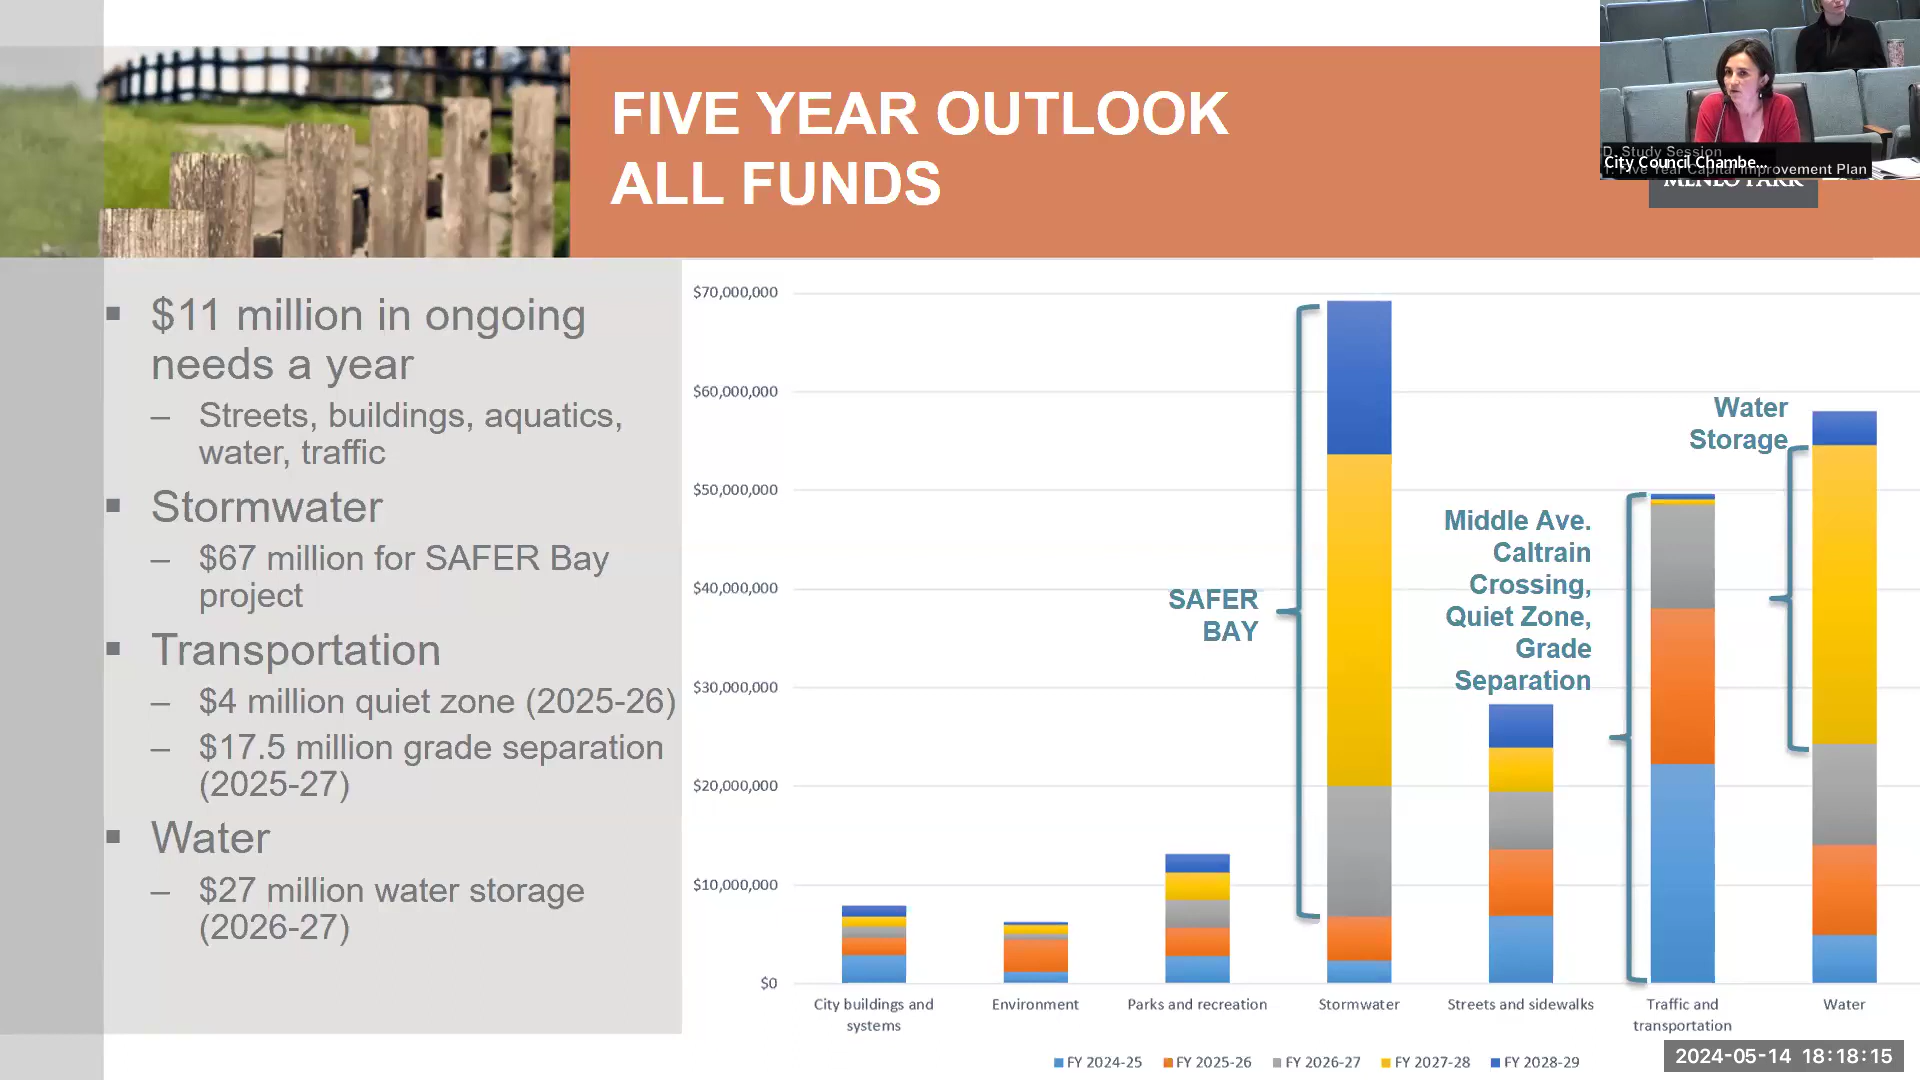 FIVE YEAR OUTLOOK
ALL FUNDS
D. Study Session
City Council Chambe...
provement Plan
MENLO PARK
$11 million in ongoing
needs a year
– Streets, buildings, aquatics,
water, traffic
Stormwater
– $67 million for SAFER Bay
project
Transportation
– $4 million quiet zone (2025-26)
– $17.5 million grade separation
(2025-27)
Water
– $27 million water storage
(2026-27)
$70,000,000
$60,000,000
$50,000,000
$40,000,000
$30,000,000
$20,000,000
$10,000,000
$0
SAFER
BAY
Middle Ave.
Caltrain
Crossing,
Quiet Zone,
Grade
Separation
Water
Storage
City buildings and
systems
Environment
Parks and recreation
Stormwater
Streets and sidewalks
Traffic and
transportation
Water
FY 2024-25 FY 2025-26 FY 2026-27 FY 2027-28 FY 2028-29
2024-05-14 18:18:15